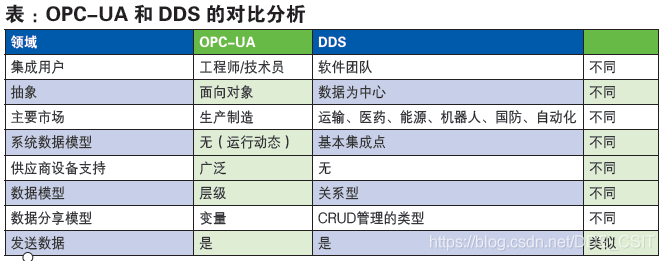 表：OPC-UA 和 DDS 的对比分析
领域 OPC-UA DDS
集成用户 工程师/技术员 软件团队 不同
抽象 面向对象 数据为中心 不同
主要市场 生产制造 运输、医药、能源、机器人、国防、自动化 不同
系统数据模型 无（运行动态） 基本集成点 不同
供应商设备支持 广泛 无 不同
数据模型 层级 关系型 不同
数据分享模型 变量 CRUD管理的类型 不同
发送数据 是 是 类似